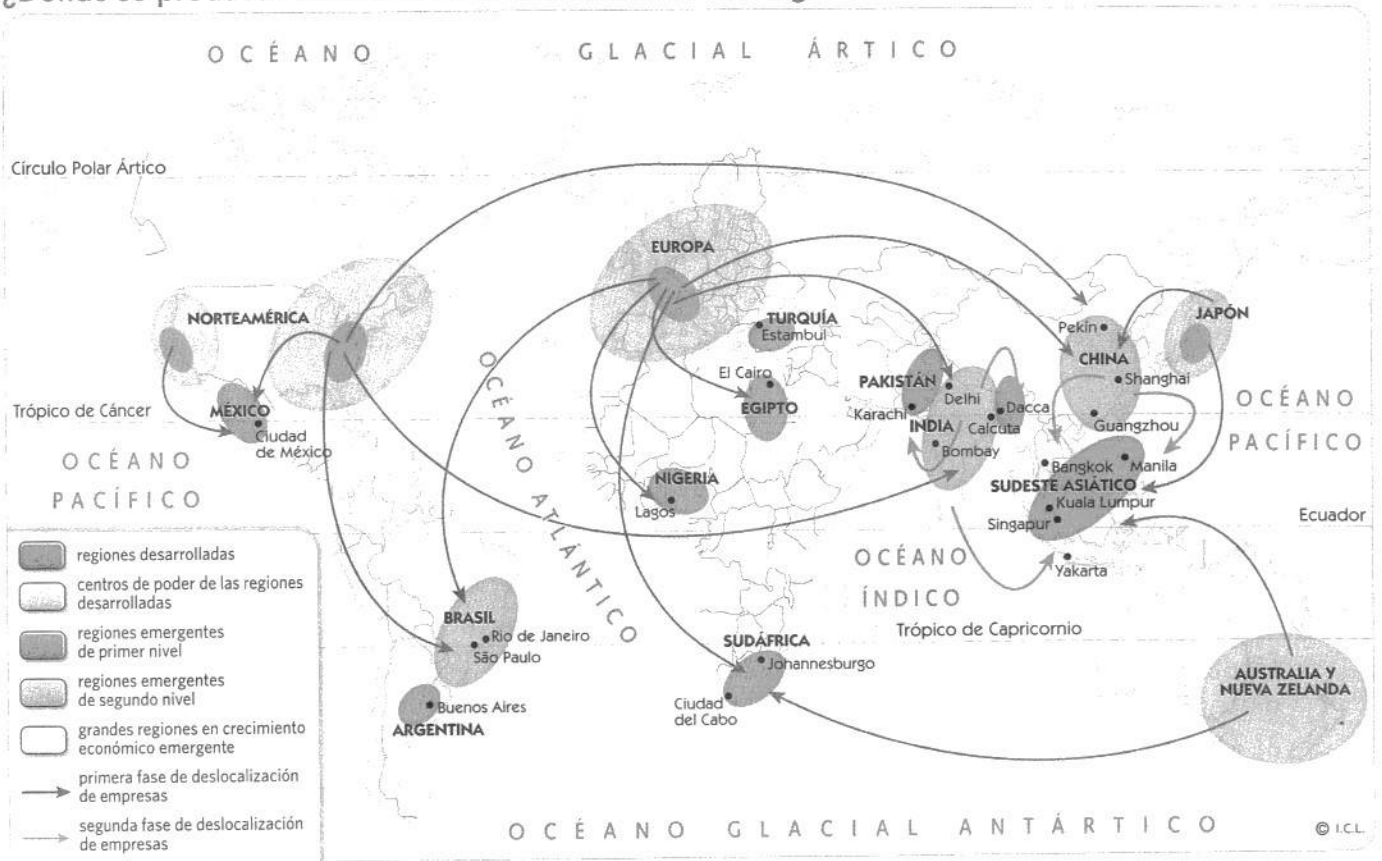 OCÉANO GLACIAL ÁRTICO
Círculo Polar Ártico
EUROPA
NORTEAMÉRICA
TURQUÍA
Estambul
JAPÓN
Pekín
CHINA
Shanghai
El Cairo
EGIPTO
PAKISTÁN
Delhi
Karachi
Dacca
INDIA
Calcuta
Bombay
Guangzhou
OCÉANO
PACÍFICO
Trópico de Cáncer
MÉXICO
Ciudad
de México
OCÉANO
PACÍFICO
OCÉANO ATLÁNTICO
NIGERIA
Lagos
Bangkok
Manila
SUDESTE ASIÁTICO
Kuala Lumpur
Singapur
Ecuador
Yakarta
OCÉANO
ÍNDICO
Trópico de Capricornio
BRASIL
Rio de Janeiro
São Paulo
Buenos Aires
ARGENTINA
SUDÁFRICA
Johannesburgo
Ciudad
del Cabo
AUSTRALIA Y
NUEVA ZELANDA
regiones desarrolladas
centros de poder de las regiones
desarrolladas
regiones emergentes
de primer nivel
regiones emergentes
de segundo nivel
grandes regiones en crecimiento
económico emergente
primera fase de deslocalización
de empresas
segunda fase de deslocalización
de empresas
OCÉANO GLACIAL ANTÁRTICO
© I.C.L.